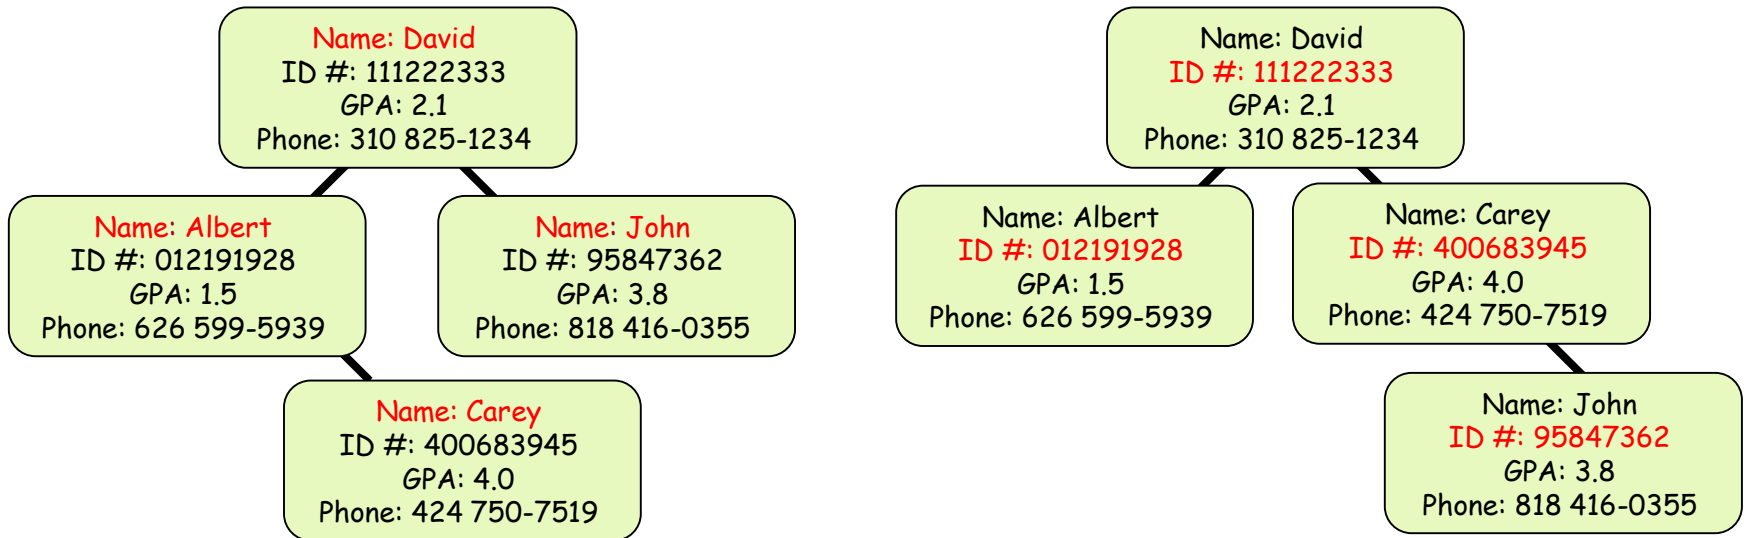 Name: David
ID #: 111222333
GPA: 2.1
Phone: 310 825-1234
Name: Albert
ID #: 012191928
GPA: 1.5
Phone: 626 599-5939
Name: John
ID #: 95847362
GPA: 3.8
Phone: 818 416-0355
Name: Carey
ID #: 400683945
GPA: 4.0
Phone: 424 750-7519
Name: David
ID #: 111222333
GPA: 2.1
Phone: 310 825-1234
Name: Albert
ID #: 012191928
GPA: 1.5
Phone: 626 599-5939
Name: Carey
ID #: 400683945
GPA: 4.0
Phone: 424 750-7519
Name: John
ID #: 95847362
GPA: 3.8
Phone: 818 416-0355